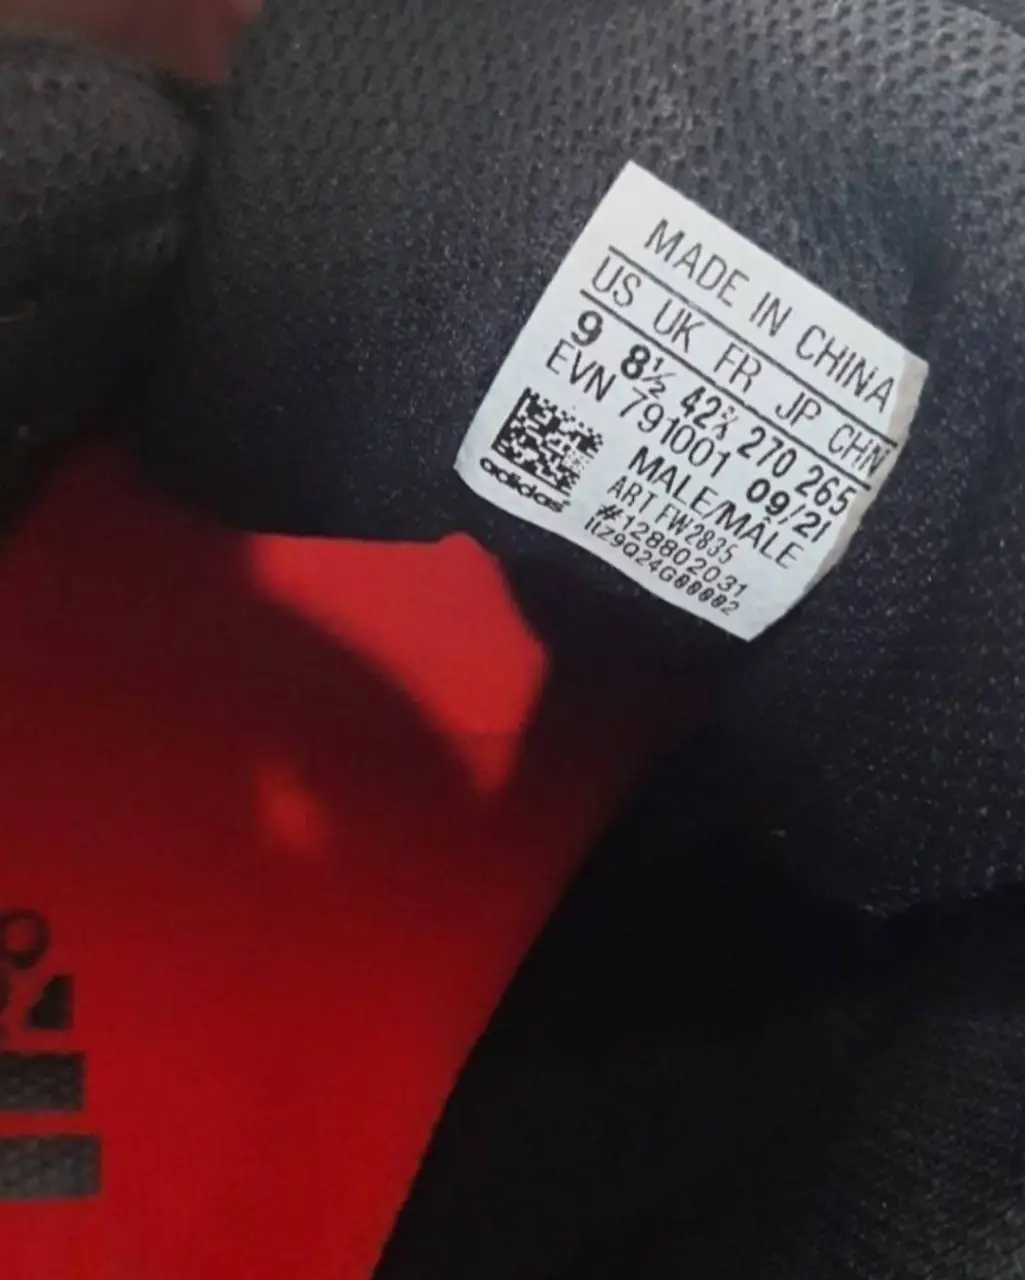 MADE IN CHINA
US UK FR JP CHN
9 8½ 42⅔ 270 265
EVN 791001 09/21
MALE/MÂLE
ART FW2835
#128802031
adidas